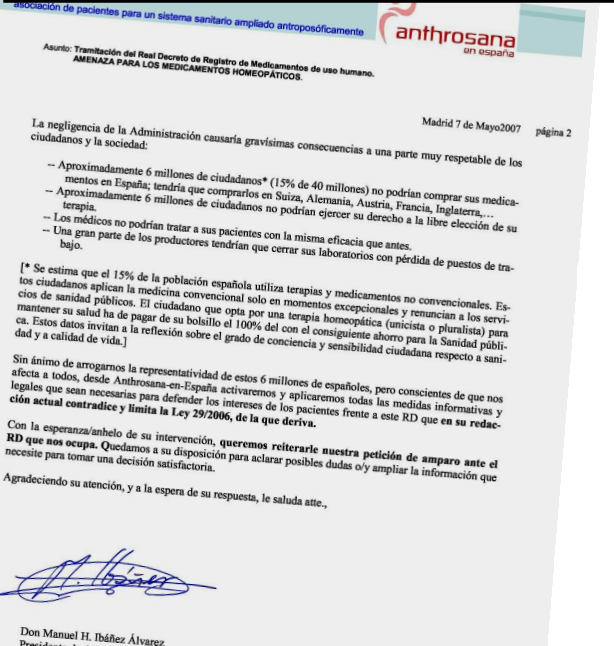 asociación de pacientes para un sistema sanitario ampliado antroposóficamente
anthrosana
en españa
Asunto: Tramitación del Real Decreto de Registro de Medicamentos de uso humano.
AMENAZA PARA LOS MEDICAMENTOS HOMEOPÁTICOS.
Madrid 7 de Mayo2007 página 2
La negligencia de la Administración causaría gravísimas consecuencias a una parte muy respetable de los
ciudadanos y la sociedad:
-- Aproximadamente 6 millones de ciudadanos* (15% de 40 millones) no podrían comprar sus medica-
mentos en España; tendría que comprarlos en Suiza, Alemania, Austria, Francia, Inglaterra,...
-- Aproximadamente 6 millones de ciudadanos no podrían ejercer su derecho a la libre elección de su
terapia.
-- Los médicos no podrían tratar a sus pacientes con la misma eficacia que antes.
-- Una gran parte de los productores tendrían que cerrar sus laboratorios con pérdida de puestos de tra-
bajo.
[* Se estima que el 15% de la población española utiliza terapias y medicamentos no convencionales. Es-
tos ciudadanos aplican la medicina convencional solo en momentos excepcionales y renuncian a los servi-
cios de sanidad públicos. El ciudadano que opta por una terapia homeopática (unicista o pluralista) para
mantener su salud ha de pagar de su bolsillo el 100% del con el consiguiente ahorro para la Sanidad públi-
ca. Estos datos invitan a la reflexión sobre el grado de conciencia y sensibilidad ciudadana respecto a sani-
dad y a calidad de vida.]
Sin ánimo de arrogarnos la representatividad de estos 6 millones de españoles, pero conscientes de que nos
afecta a todos, desde Anthrosana-en-España activaremos y aplicaremos todas las medidas informativas y
legales que sean necesarias para defender los intereses de los pacientes frente a este RD que en su redac-
ción actual contradice y limita la Ley 29/2006, de la que deriva.
Con la esperanza/anhelo de su intervención, queremos reiterarle nuestra petición de amparo ante el
RD que nos ocupa. Quedamos a su disposición para aclarar posibles dudas o/y ampliar la información que
necesite para tomar una decisión satisfactoria.
Agradeciendo su atención, y a la espera de su respuesta, le saluda atte.,
M. Ibáñez
Don Manuel H. Ibáñez Álvarez